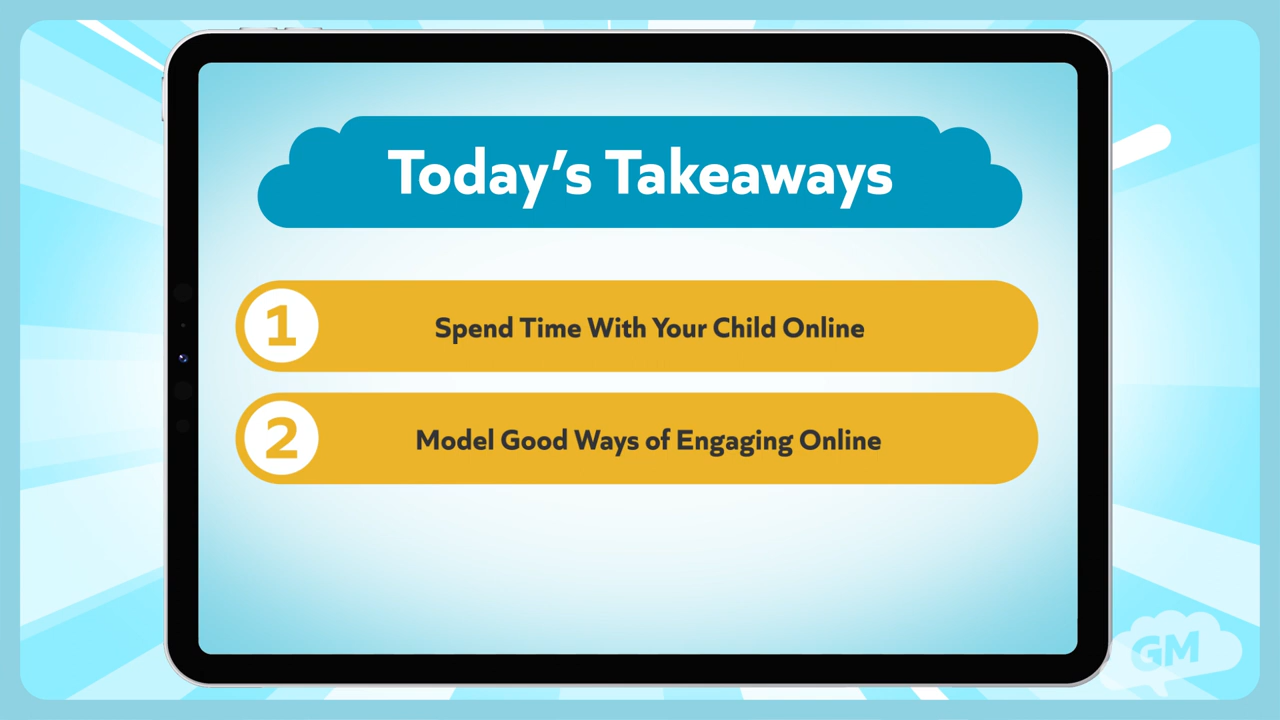 Today’s Takeaways
1
Spend Time With Your Child Online
2
Model Good Ways of Engaging Online
GM